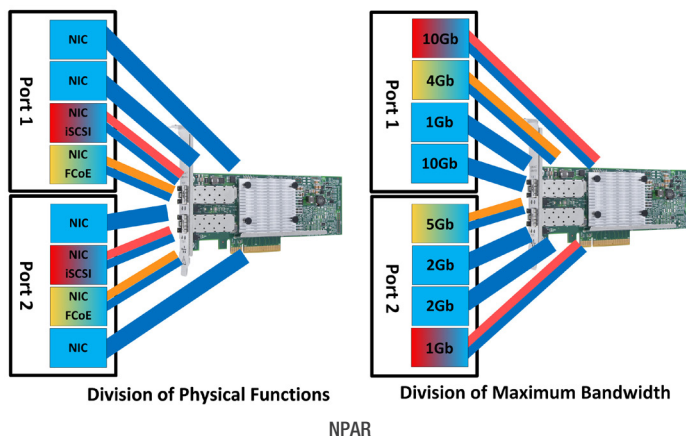 Port 1
NIC
NIC
NIC
iSCSI
NIC
FCoE
Port 2
NIC
NIC
iSCSI
NIC
FCoE
NIC
Division of Physical Functions
Port 1
10Gb
4Gb
1Gb
10Gb
Port 2
5Gb
2Gb
2Gb
1Gb
Division of Maximum Bandwidth
NPAR